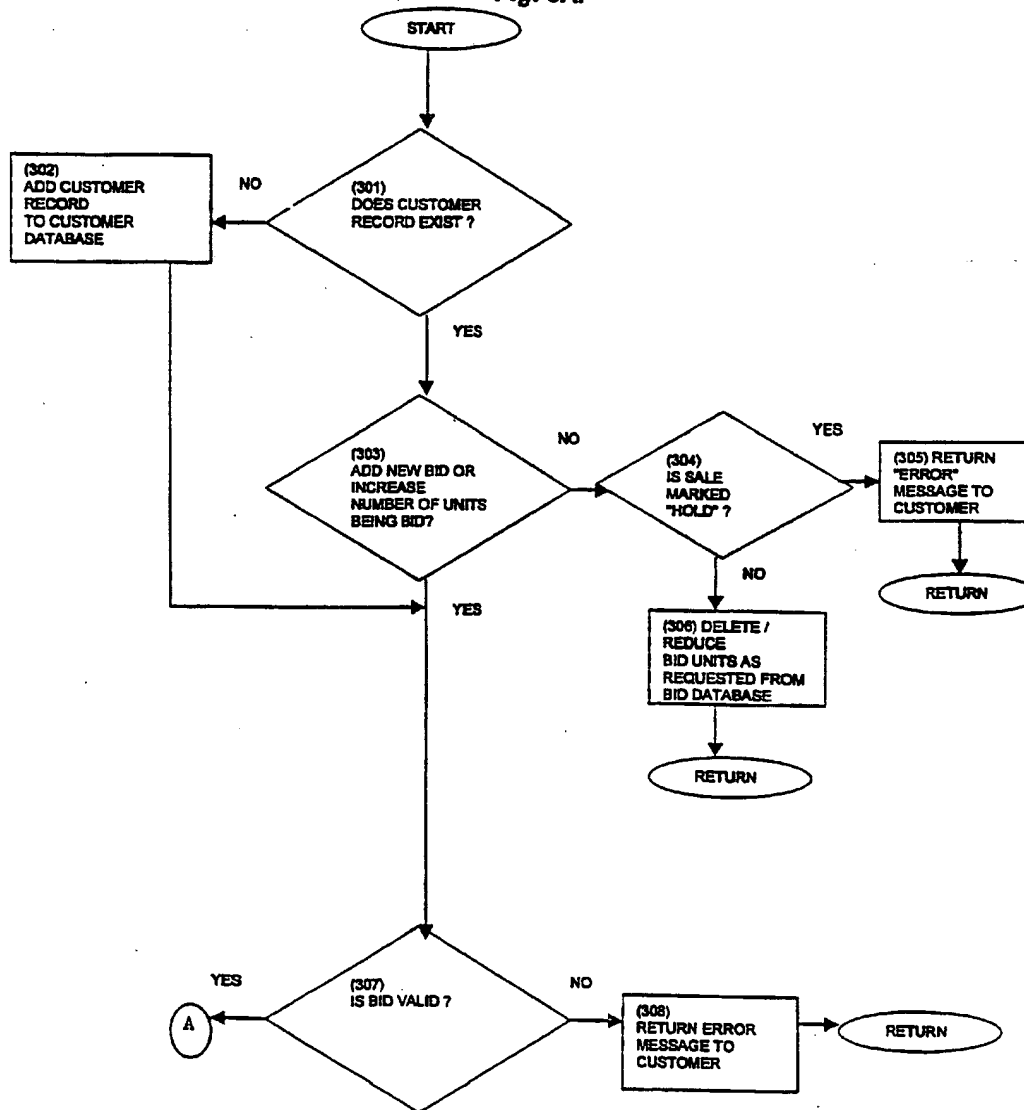 START
(302)
ADD CUSTOMER
RECORD
TO CUSTOMER
DATABASE
NO
(301)
DOES CUSTOMER
RECORD EXIST ?
YES
(303)
ADD NEW BID OR
INCREASE
NUMBER OF UNITS
BEING BID?
NO
(304)
IS SALE
MARKED
"HOLD" ?
YES
(305) RETURN
"ERROR"
MESSAGE TO
CUSTOMER
RETURN
NO
YES
(306) DELETE /
REDUCE
BID UNITS AS
REQUESTED FROM
BID DATABASE
RETURN
YES
A
(307)
IS BID VALID ?
NO
(308)
RETURN ERROR
MESSAGE TO
CUSTOMER
RETURN